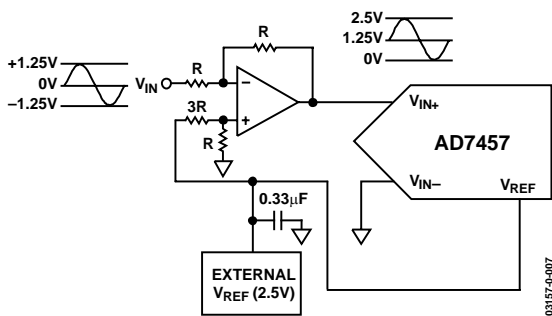 +1.25V
0V
–1.25V
VIN
R
R
3R
R
–
+
2.5V
1.25V
0V
VIN+
AD7457
VIN–
VREF
0.33µF
EXTERNAL
VREF (2.5V)
03157-0-007